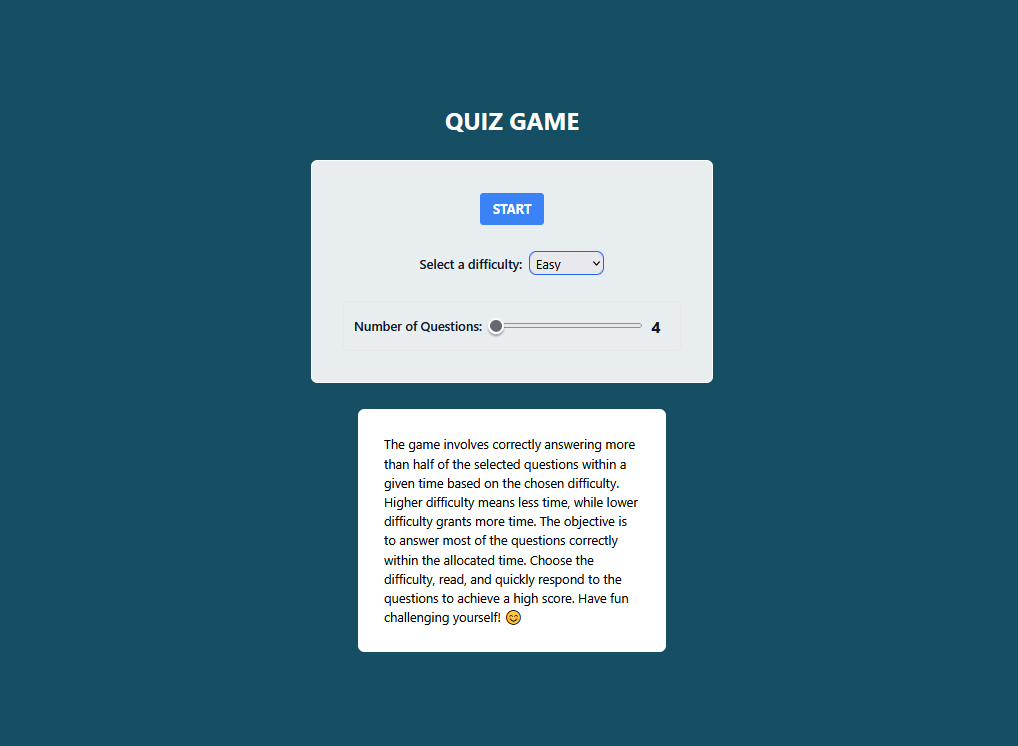 QUIZ GAME
START
Select a difficulty: Easy
Number of Questions: 4
The game involves correctly answering more
than half of the selected questions within a
given time based on the chosen difficulty.
Higher difficulty means less time, while lower
difficulty grants more time. The objective is
to answer most of the questions correctly
within the allocated time. Choose the
difficulty, read, and quickly respond to the
questions to achieve a high score. Have fun
challenging yourself! 😊